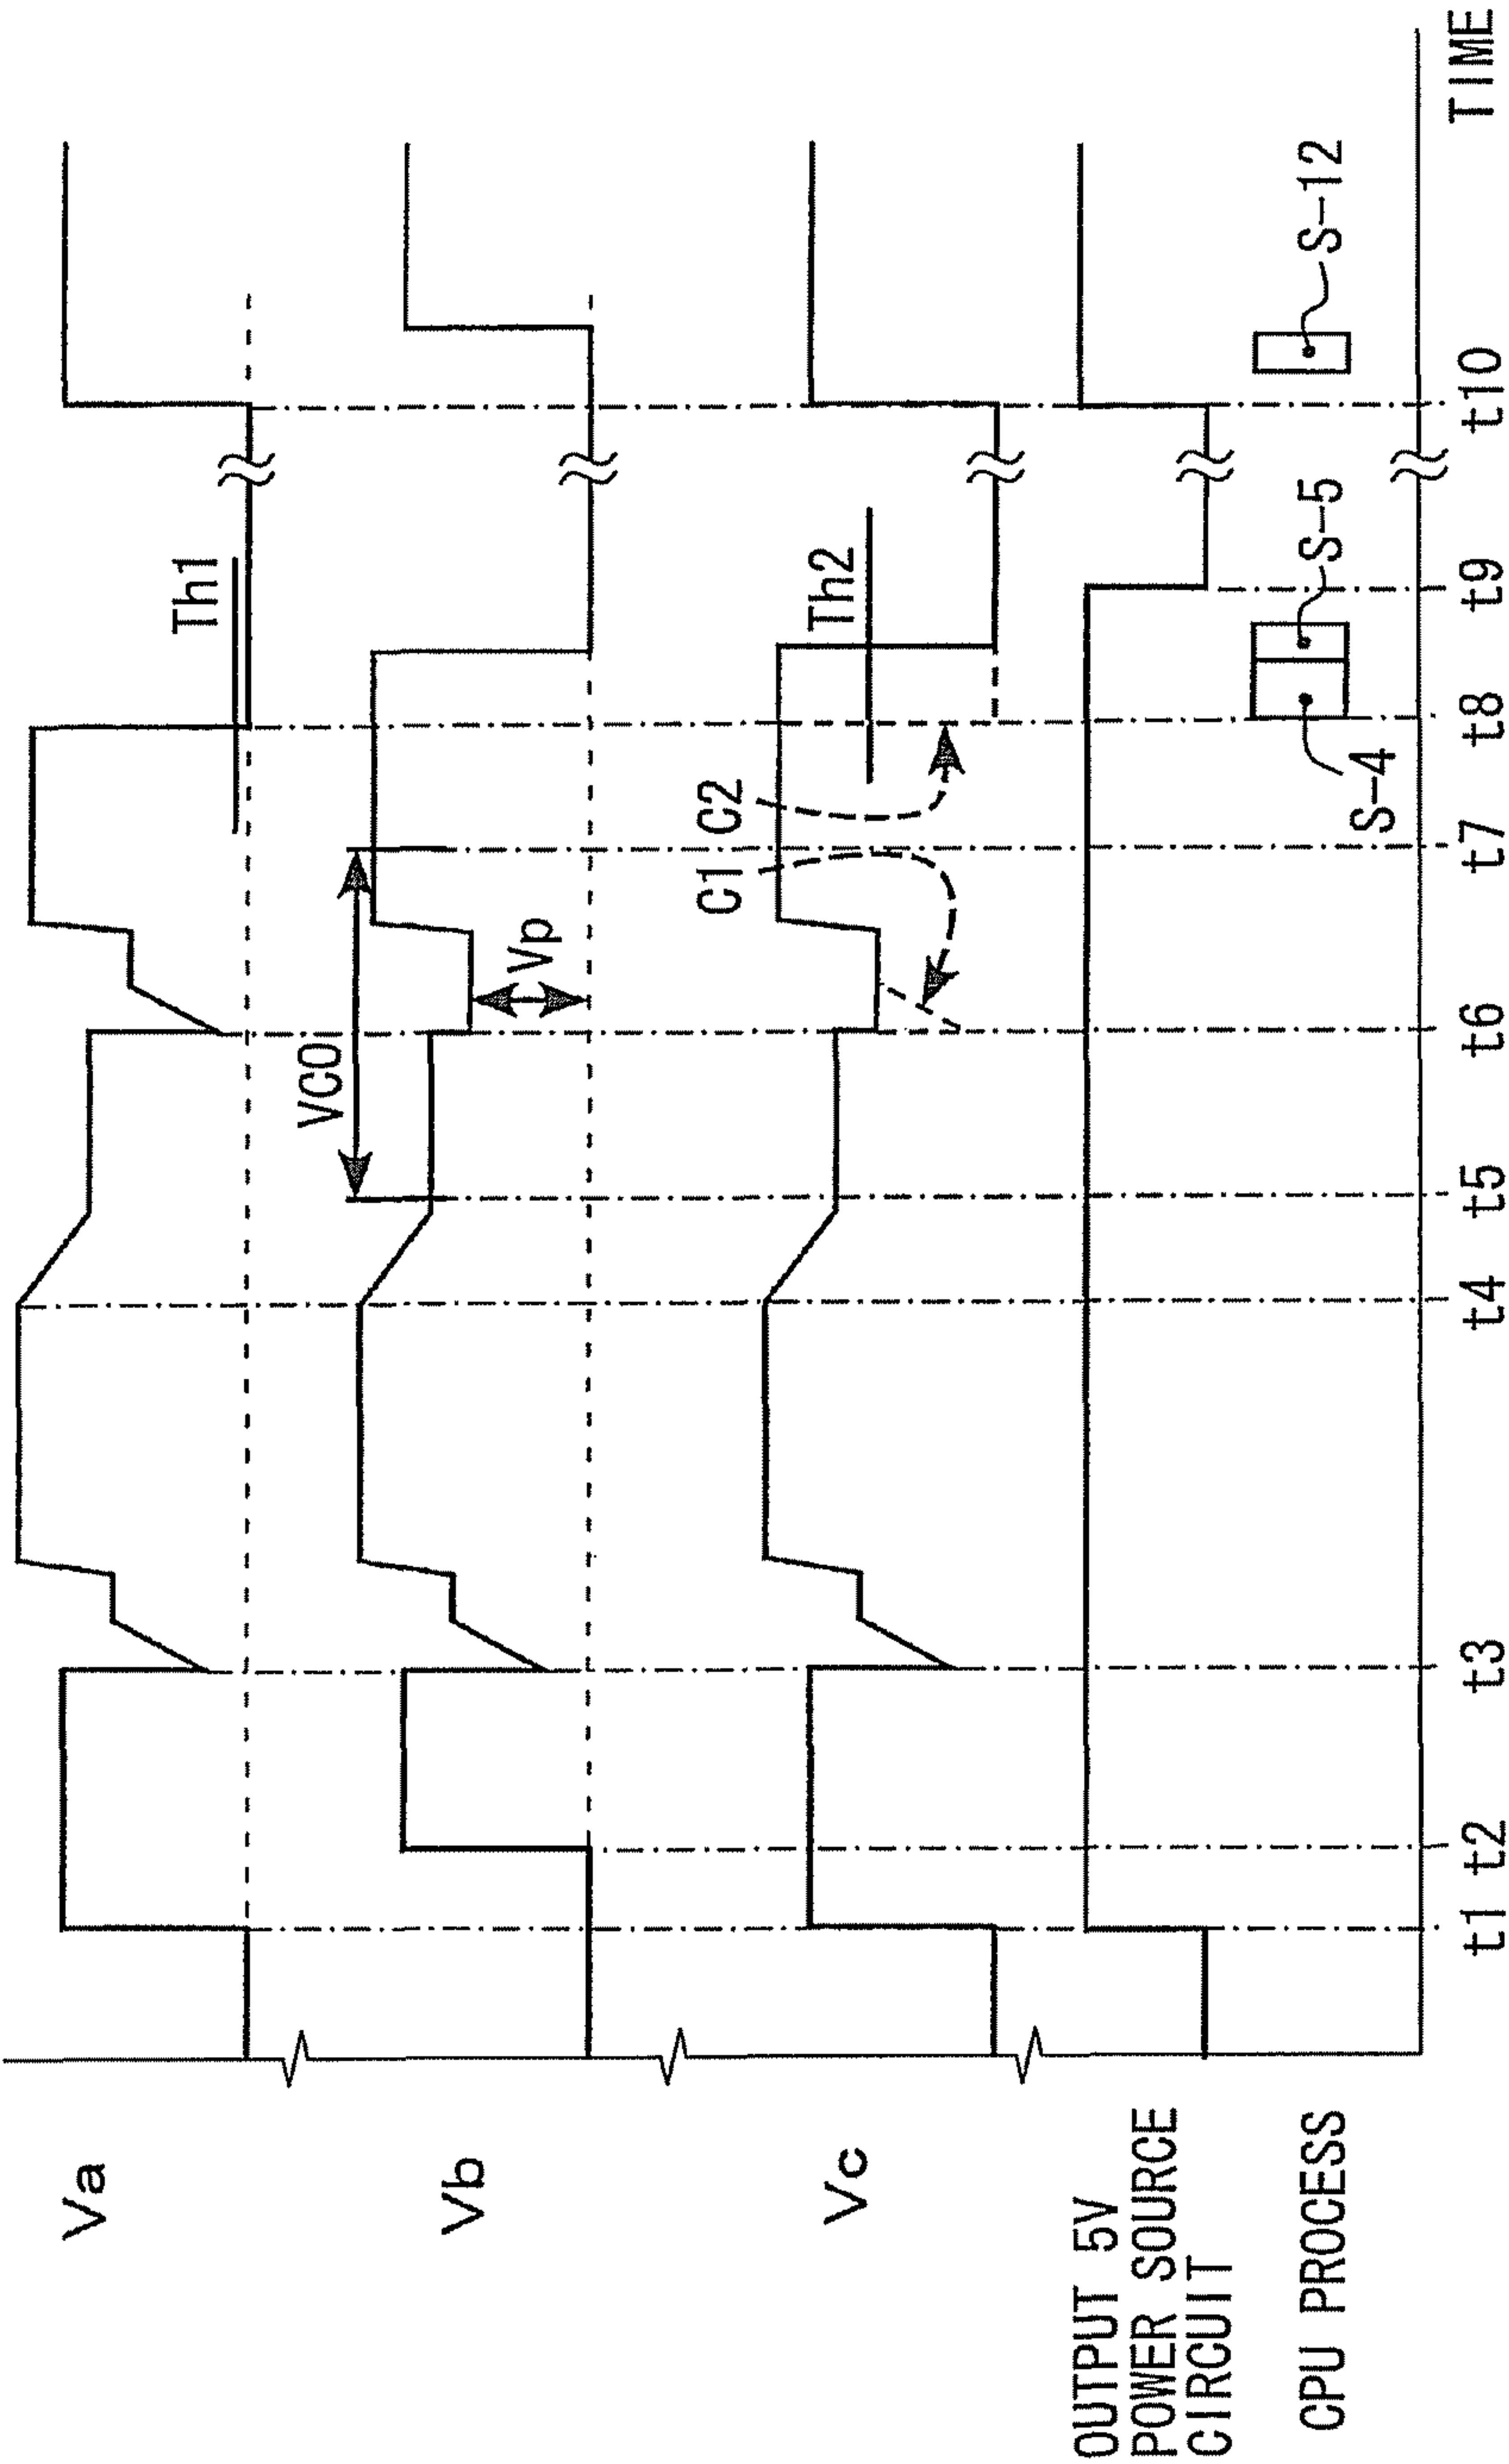 Va
Th1
Vb
VCO
Vp
Vc
C1
C2
Th2
OUTPUT 5V
POWER SOURCE
CIRCUIT
CPU PROCESS
S-4
S-5
S-12
t1
t2
t3
t4
t5
t6
t7
t8
t9
t10
TIME